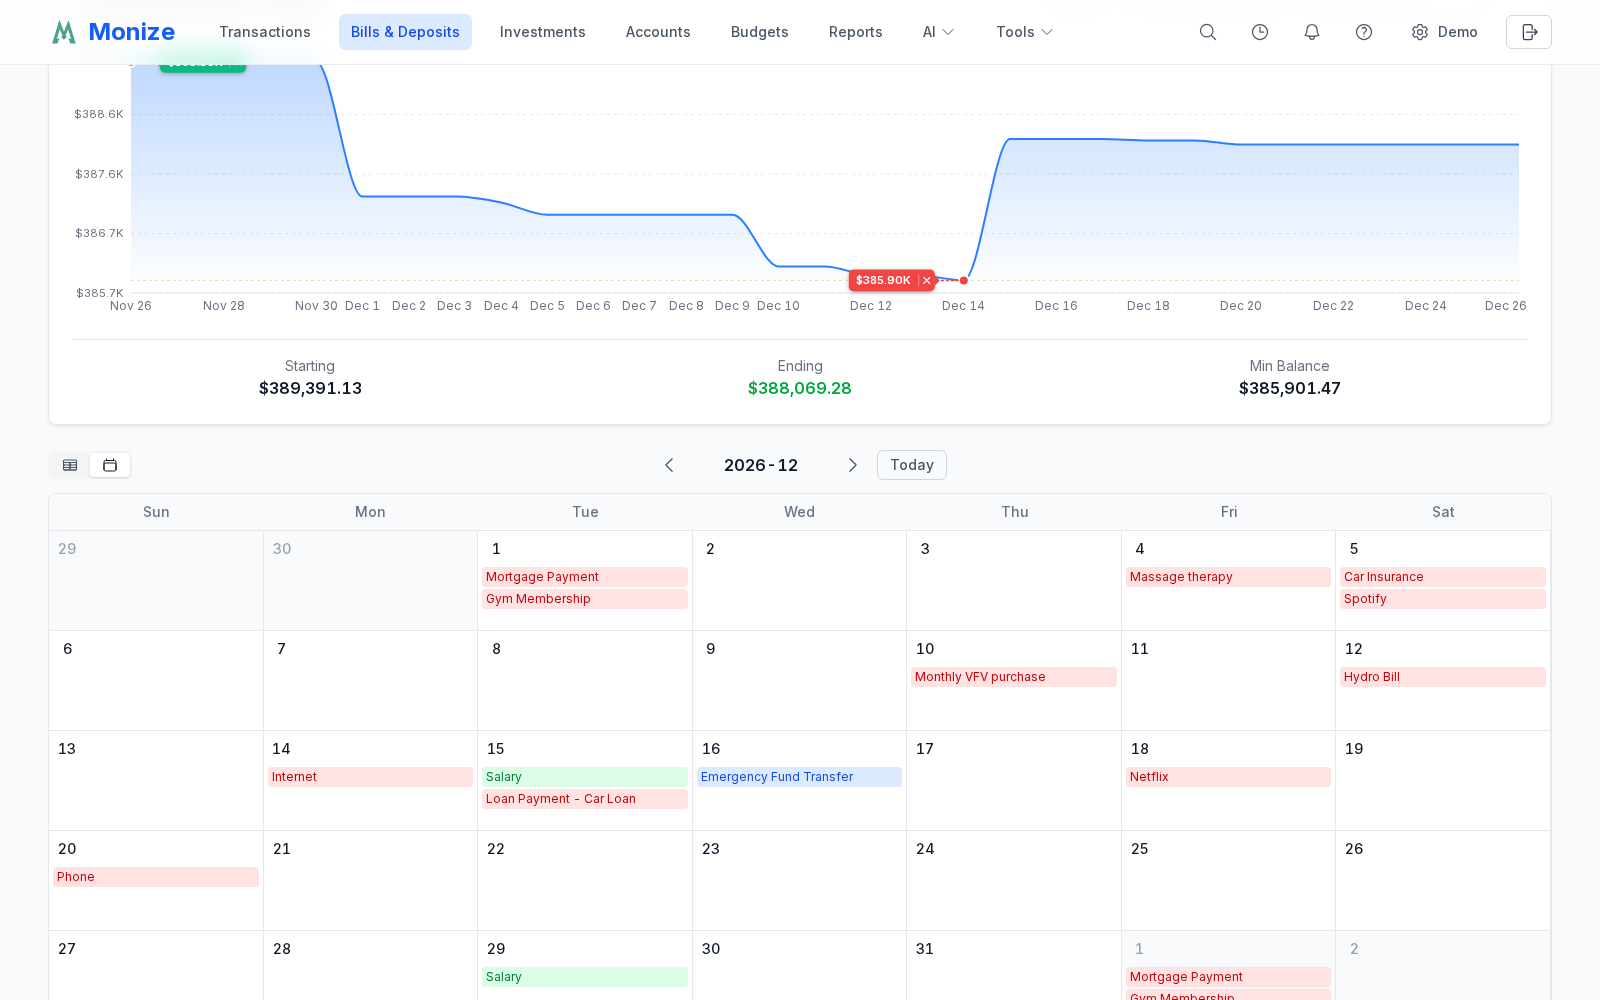 Monize Transactions Bills & Deposits Investments Accounts Budgets Reports AI Tools Demo
$388.6K
$387.6K
$386.7K
$385.90K
$385.7K
Nov 26 Nov 28 Nov 30 Dec 1 Dec 2 Dec 3 Dec 4 Dec 5 Dec 6 Dec 7 Dec 8 Dec 9 Dec 10 Dec 12 Dec 14 Dec 16 Dec 18 Dec 20 Dec 22 Dec 24 Dec 26
Starting Ending Min Balance
$389,391.13 $388,069.28 $385,901.47
2026-12 Today
Sun Mon Tue Wed Thu Fri Sat
29 30 1 2 3 4 5
Mortgage Payment Massage therapy Car Insurance
Gym Membership Spotify
6 7 8 9 10 11 12
Monthly VFV purchase Hydro Bill
13 14 15 16 17 18 19
Internet Salary Emergency Fund Transfer Netflix
Loan Payment - Car Loan
20 21 22 23 24 25 26
Phone
27 28 29 30 31 1 2
Salary Mortgage Payment
Gym Membership